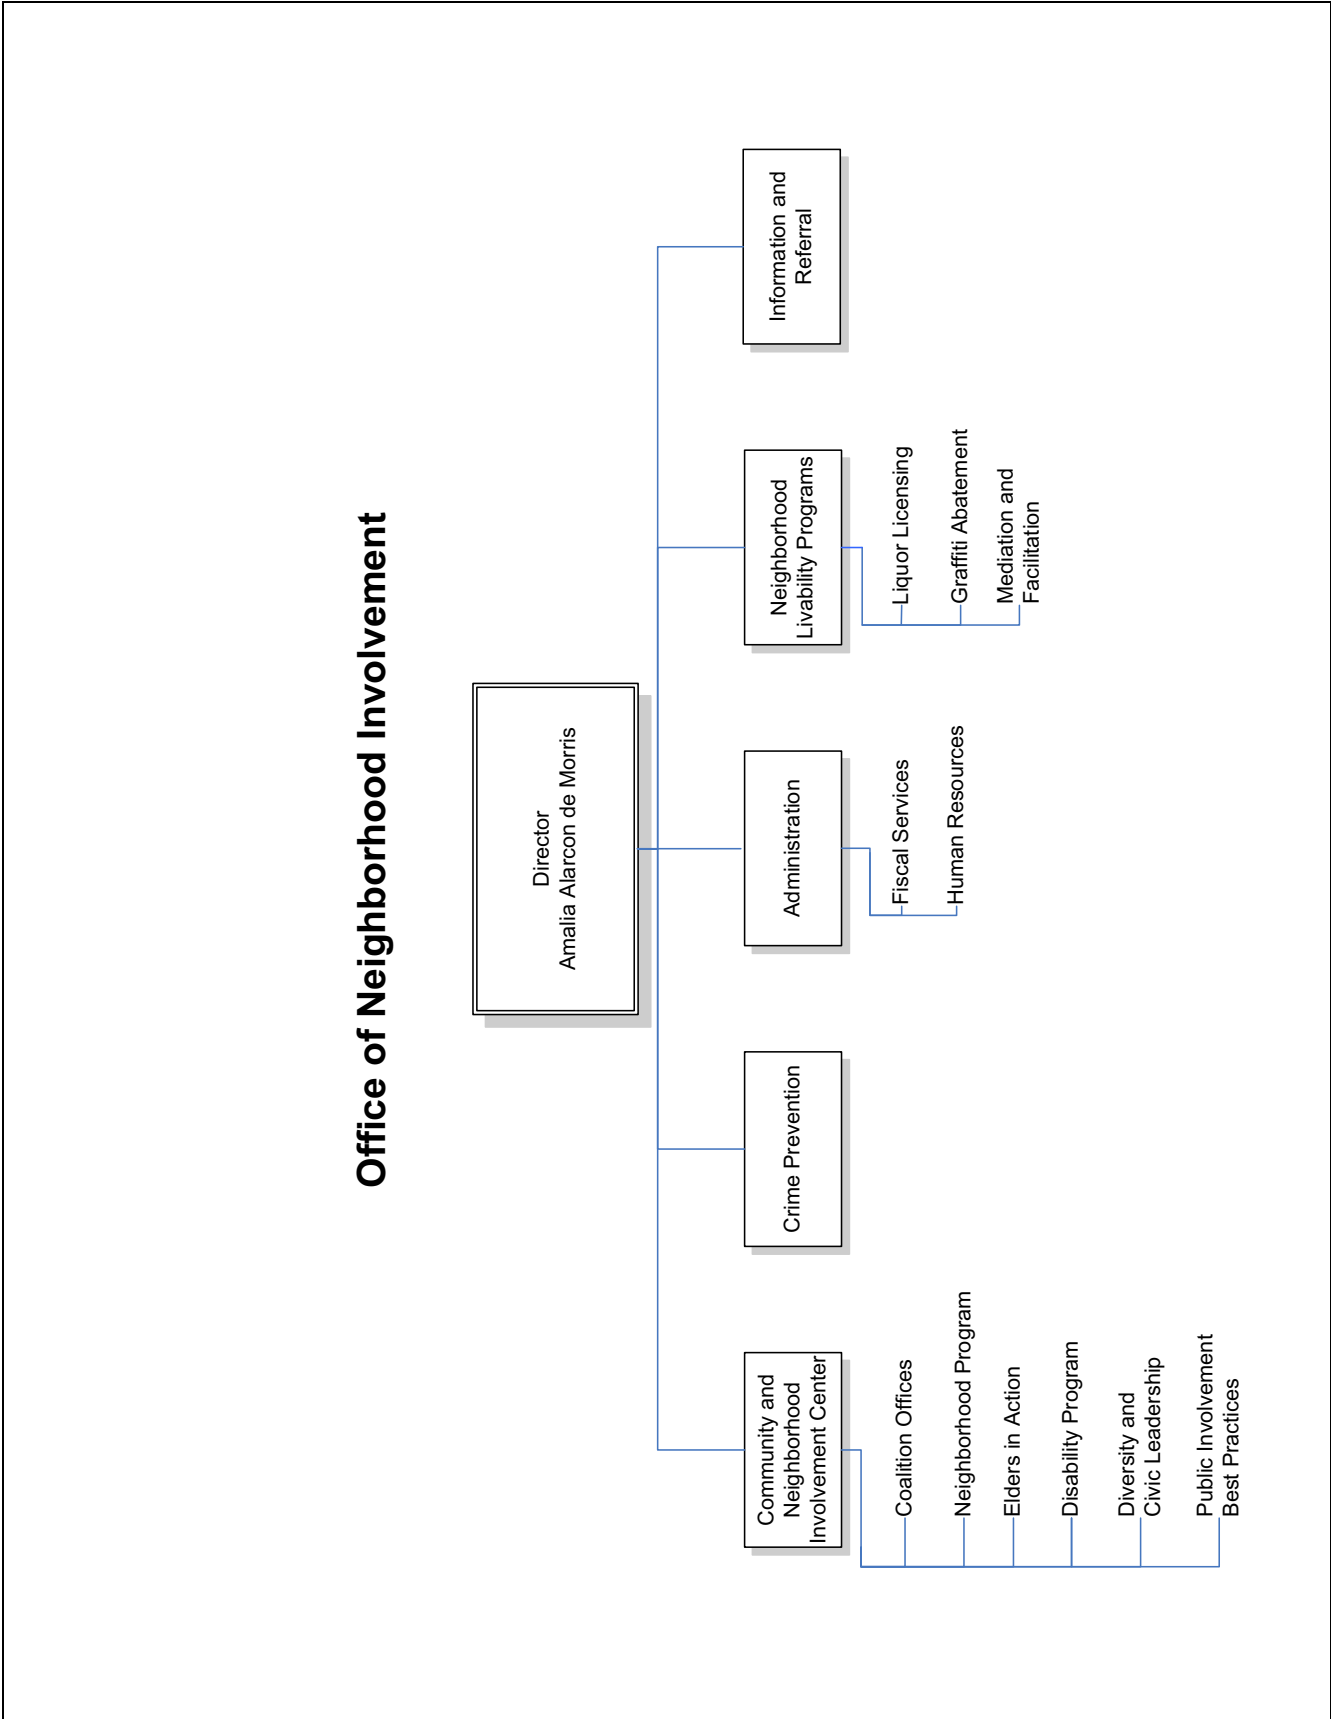 Office of Neighborhood Involvement
Director
Amalia Alarcon de Morris
Community and
Neighborhood
Involvement Center
Coalition Offices
Neighborhood Program
Elders in Action
Disability Program
Diversity and
Civic Leadership
Public Involvement
Best Practices
Crime Prevention
Administration
Fiscal Services
Human Resources
Neighborhood
Livability Programs
Liquor Licensing
Graffiti Abatement
Mediation and
Facilitation
Information and
Referral